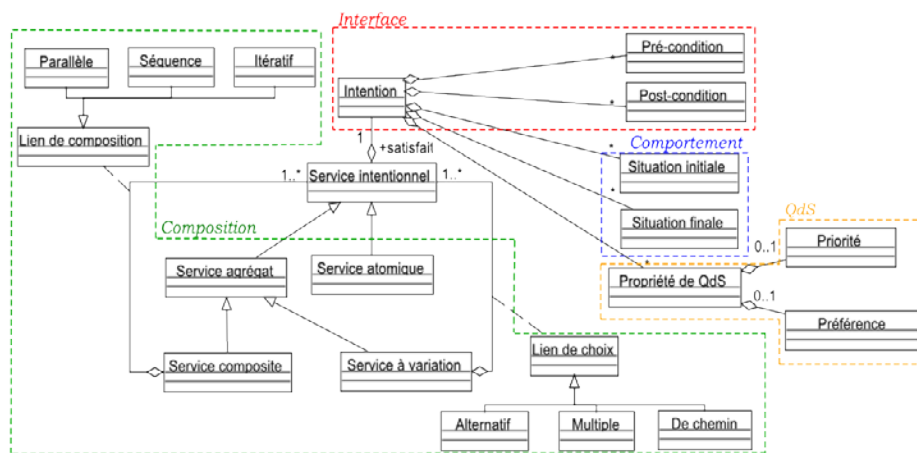 Interface
Parallèle
Séquence
Itératif
Pré-condition
*
Intention
Post-condition
*
Lien de composition
1
+satisfait
Comportement
*
Situation initiale
1..*
Service intentionnel
1..*
*
Situation finale
QdS
Composition
Priorité
0..1
Service agrégat
Service atomique
*
Propriété de QdS
0..1
Préférence
Lien de choix
Service composite
Service à variation
Alternatif
Multiple
De chemin